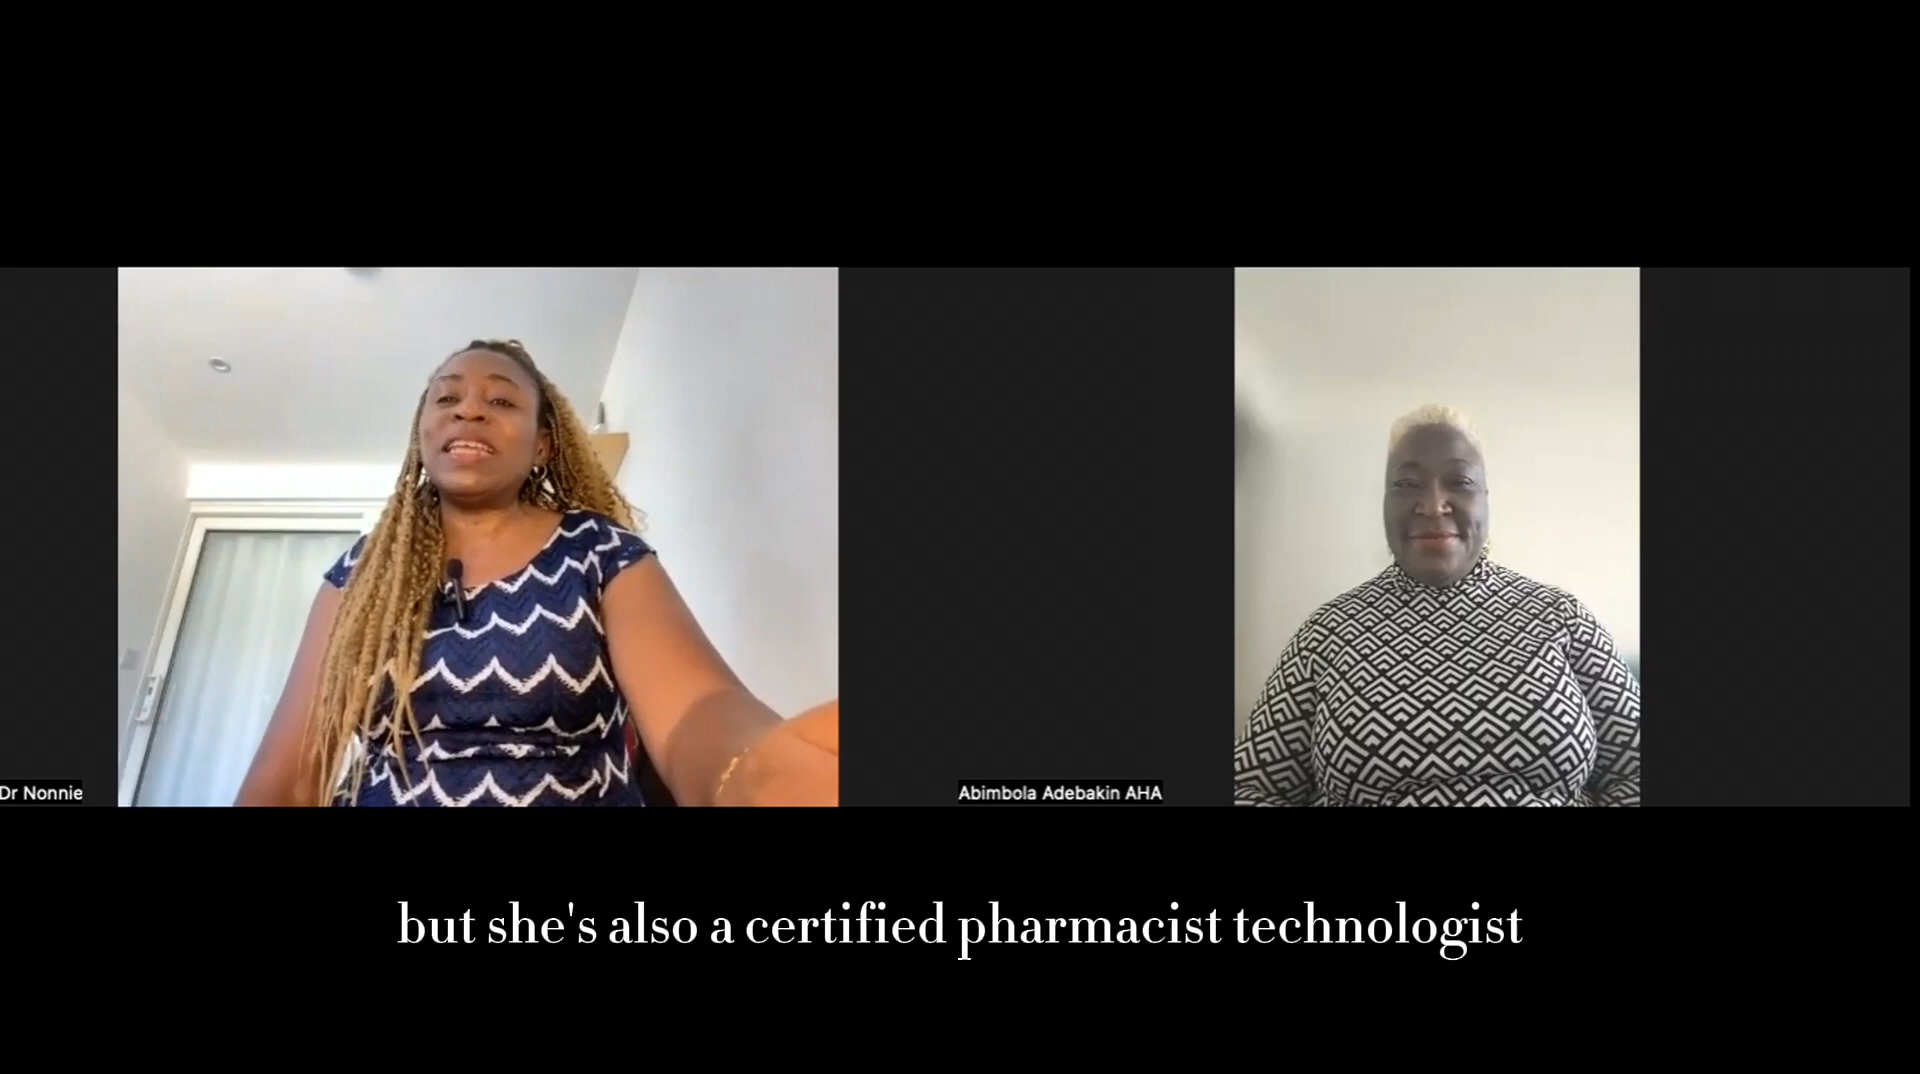 Dr Nonnie
Abimbola Adebakin AHA
but she's also a certified pharmacist technologist